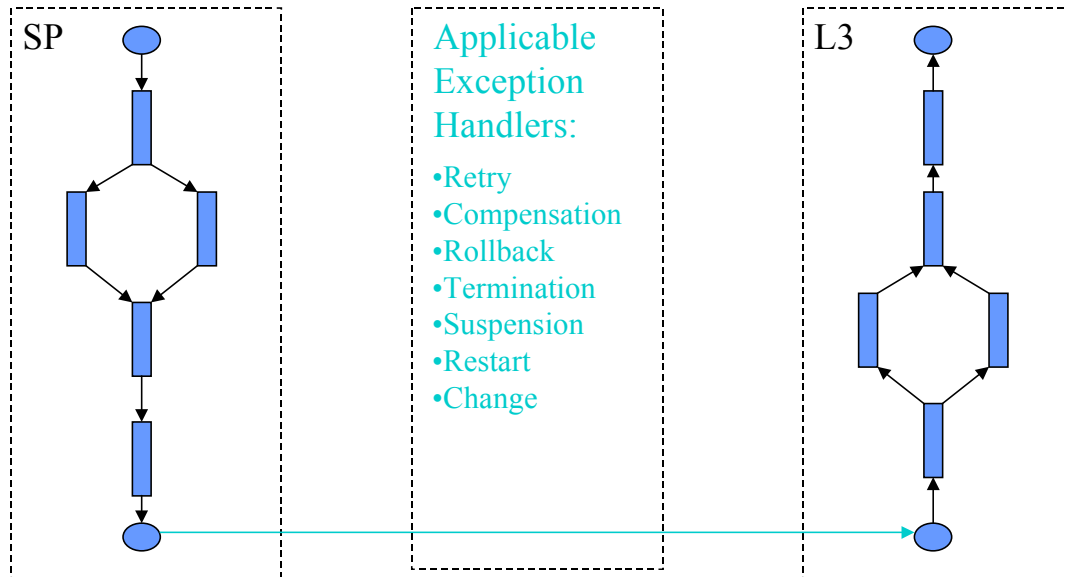 SP
Applicable
Exception
Handlers:
•Retry
•Compensation
•Rollback
•Termination
•Suspension
•Restart
•Change
L3